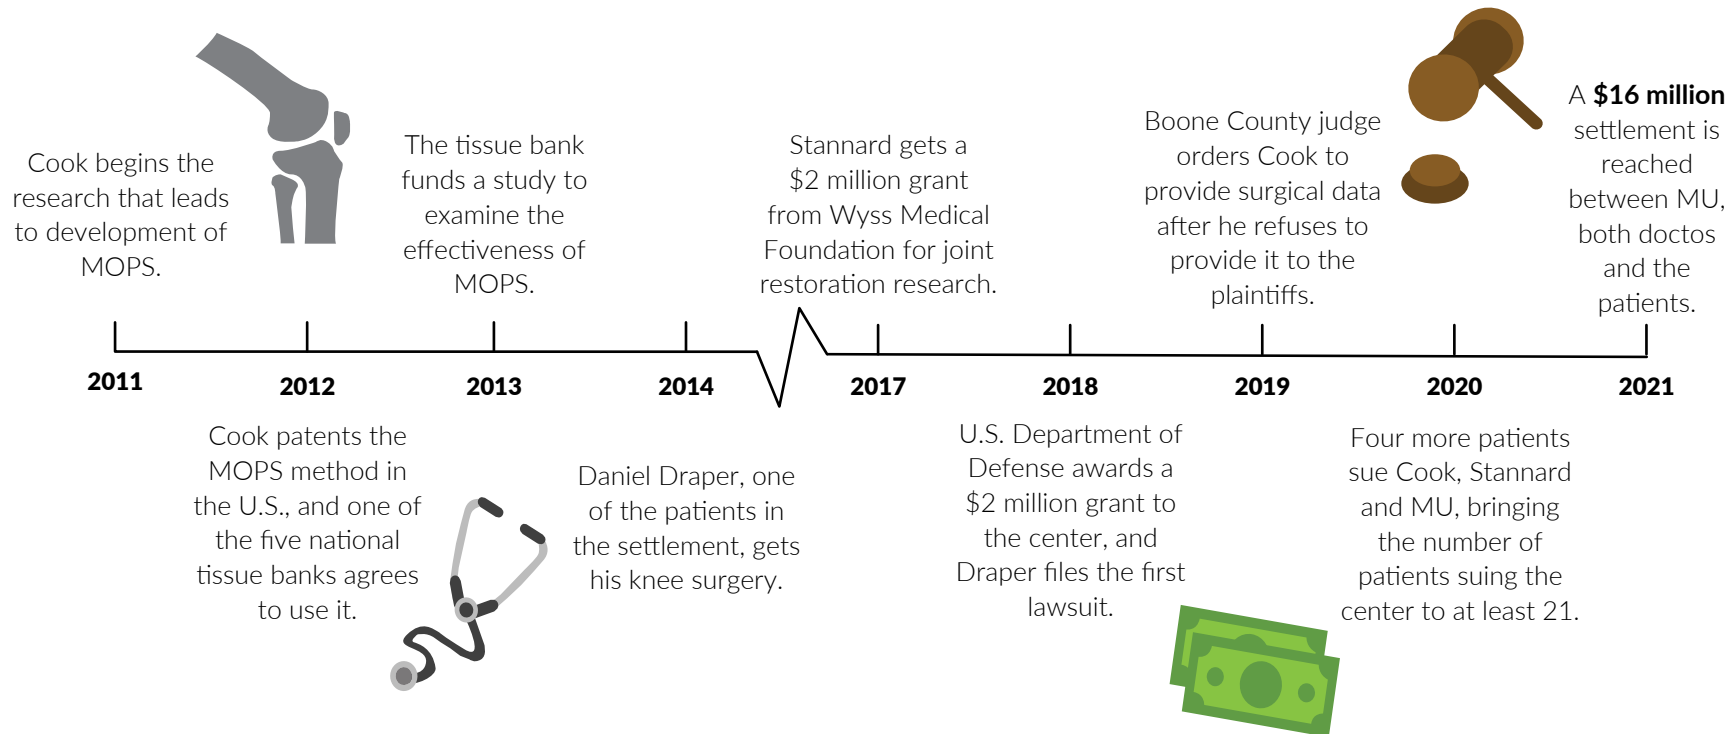 Cook begins the
research that leads
to development of
MOPS.
The tissue bank
funds a study to
examine the
effectiveness of
MOPS.
Stannard gets a
$2 million grant
from Wyss Medical
Foundation for joint
restoration research.
Boone County judge
orders Cook to
provide surgical data
after he refuses to
provide it to the
plaintiffs.
A $16 million
settlement is
reached
between MU,
both doctos
and the
patients.
2011
2012
2013
2014
2017
2018
2019
2020
2021
Cook patents the
MOPS method in
the U.S., and one of
the five national
tissue banks agrees
to use it.
Daniel Draper, one
of the patients in
the settlement, gets
his knee surgery.
U.S. Department of
Defense awards a
$2 million grant to
the center, and
Draper files the first
lawsuit.
Four more patients
sue Cook, Stannard
and MU, bringing
the number of
patients suing the
center to at least 21.